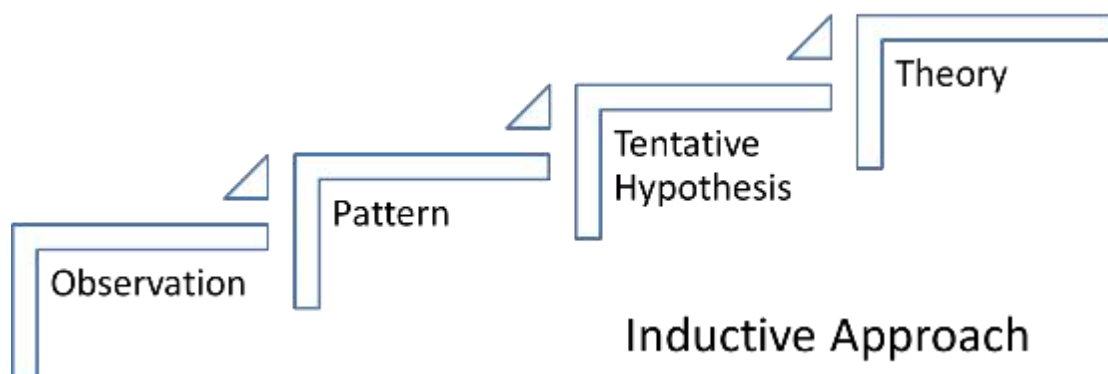 Observation
Pattern
Tentative
Hypothesis
Theory
Inductive Approach